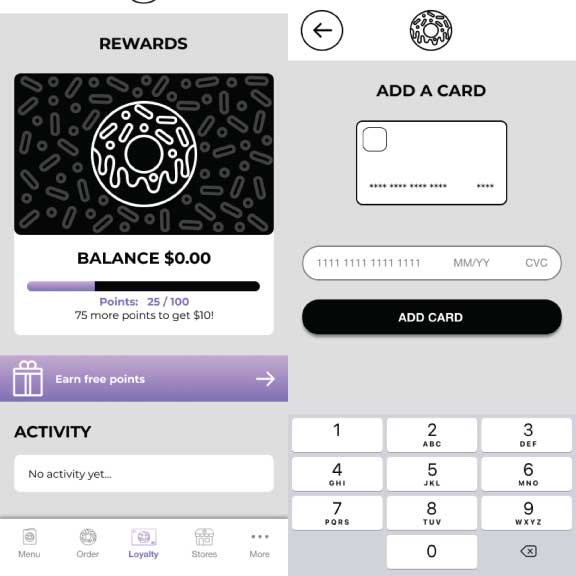 REWARDS
BALANCE $0.00
Points: 25 / 100
75 more points to get $10!
Earn free points
ACTIVITY
No activity yet...
Menu Order Loyalty Stores More
ADD A CARD
**** **** **** **** ****
1111 1111 1111 1111 MM/YY CVC
ADD CARD
1 2 3
ABC DEF
4 5 6
GHI JKL MNO
7 8 9
PQRS TUV WXYZ
0